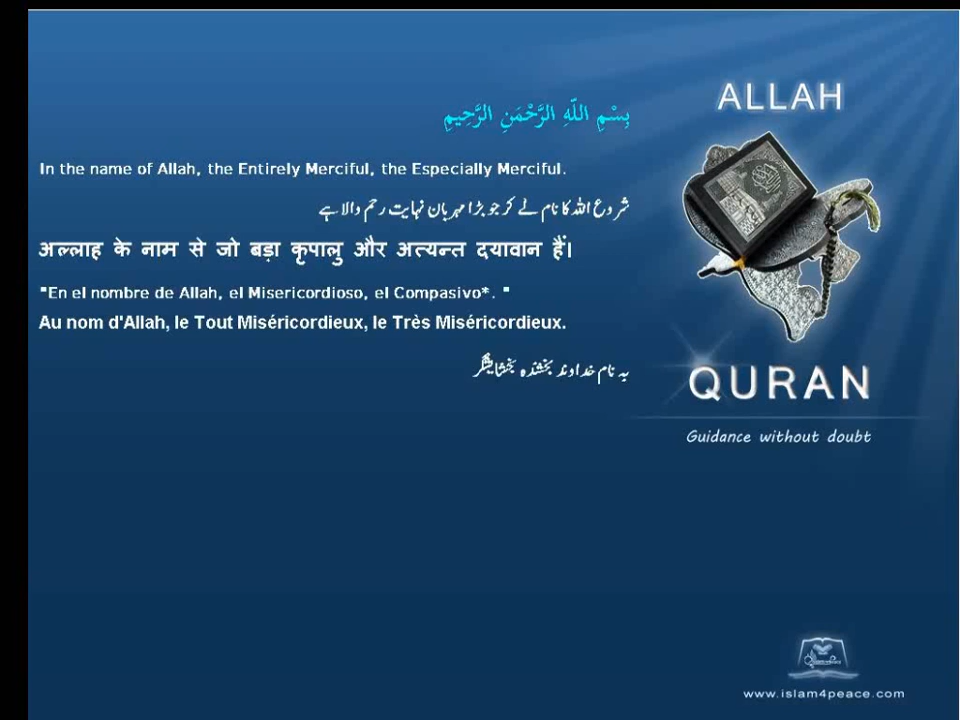 بِسْمِ اللَّهِ الرَّحْمَنِ الرَّحِيمِ
In the name of Allah, the Entirely Merciful, the Especially Merciful.
شروع الله کا نام لے کر جو بڑا مہربان نہایت رحم والا ہے
अल्लाह के नाम से जो बड़ा कृपालु और अत्यन्त दयावान हैं।
"En el nombre de Allah, el Misericordioso, el Compasivo*. "
Au nom d'Allah, le Tout Miséricordieux, le Très Miséricordieux.
به نام خداوند بخشنده بخشایشگر
ALLAH
QURAN
Guidance without doubt
www.islam4peace.com